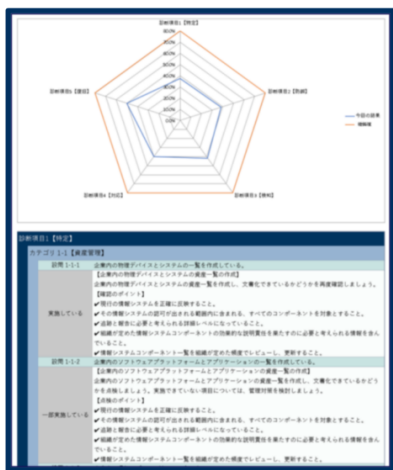 診断項目1【特定】
80.0%
70.0%
60.0%
50.0%
40.0%
30.0%
20.0%
10.0%
0.0%
診断項目5【復旧】
診断項目2【防御】
今回の結果
診断項目4【対応】
診断項目3【検知】
診断項目1【特定】
カテゴリ 1-1【資産管理】
設問 1-1-1 企業内の物理デバイスとシステムの一覧を作成している。
【企業内の物理デバイスとシステムの資産一覧の作成】
企業内の物理デバイスとシステムの資産一覧を作成し、文書化できているかどうかを再度確認しましょう。
【確認のポイント】
✔現行の情報システムを正確に反映すること。
実施している ✔その情報システムの認可が出される範囲内に含まれる、すべてのコンポーネントを対象とすること。
✔追跡と報告に必要と考えられる詳細レベルになっていること。
✔組織が定めた情報システムコンポーネントの効果的な説明責任を果たすのに必要と考えられる情報を含んでいること。
✔情報システムコンポーネント一覧を組織が定めた頻度でレビューし、更新すること。
設問 1-1-2 企業内のソフトウェアプラットフォームとアプリケーションの一覧を作成している。
【企業内のソフトウェアプラットフォームとアプリケーションの資産一覧の作成】
企業内のソフトウェアプラットフォームとアプリケーションの資産一覧を作成し、文書化できているかどうかを点検しましょう。実施できていない項目については、管理対策を検討しましょう。
【点検のポイント】
✔現行の情報システムを正確に反映すること。
一部実施している ✔その情報システムの認可が出される範囲内に含まれる、すべてのコンポーネントを対象とすること。
✔追跡と報告に必要と考えられる詳細レベルになっていること。
✔組織が定めた情報システムコンポーネントの効果的な説明責任を果たすのに必要と考えられる情報を含んでいること。
✔情報システムコンポーネント一覧を組織が定めた頻度でレビューし、更新すること。